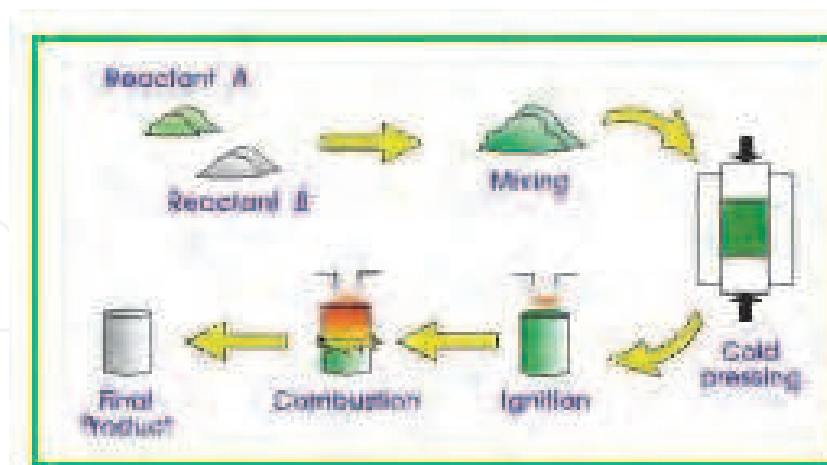 Reactant A
Reactant B
Mixing
Cold
pressing
Ignition
Combustion
Final
Product